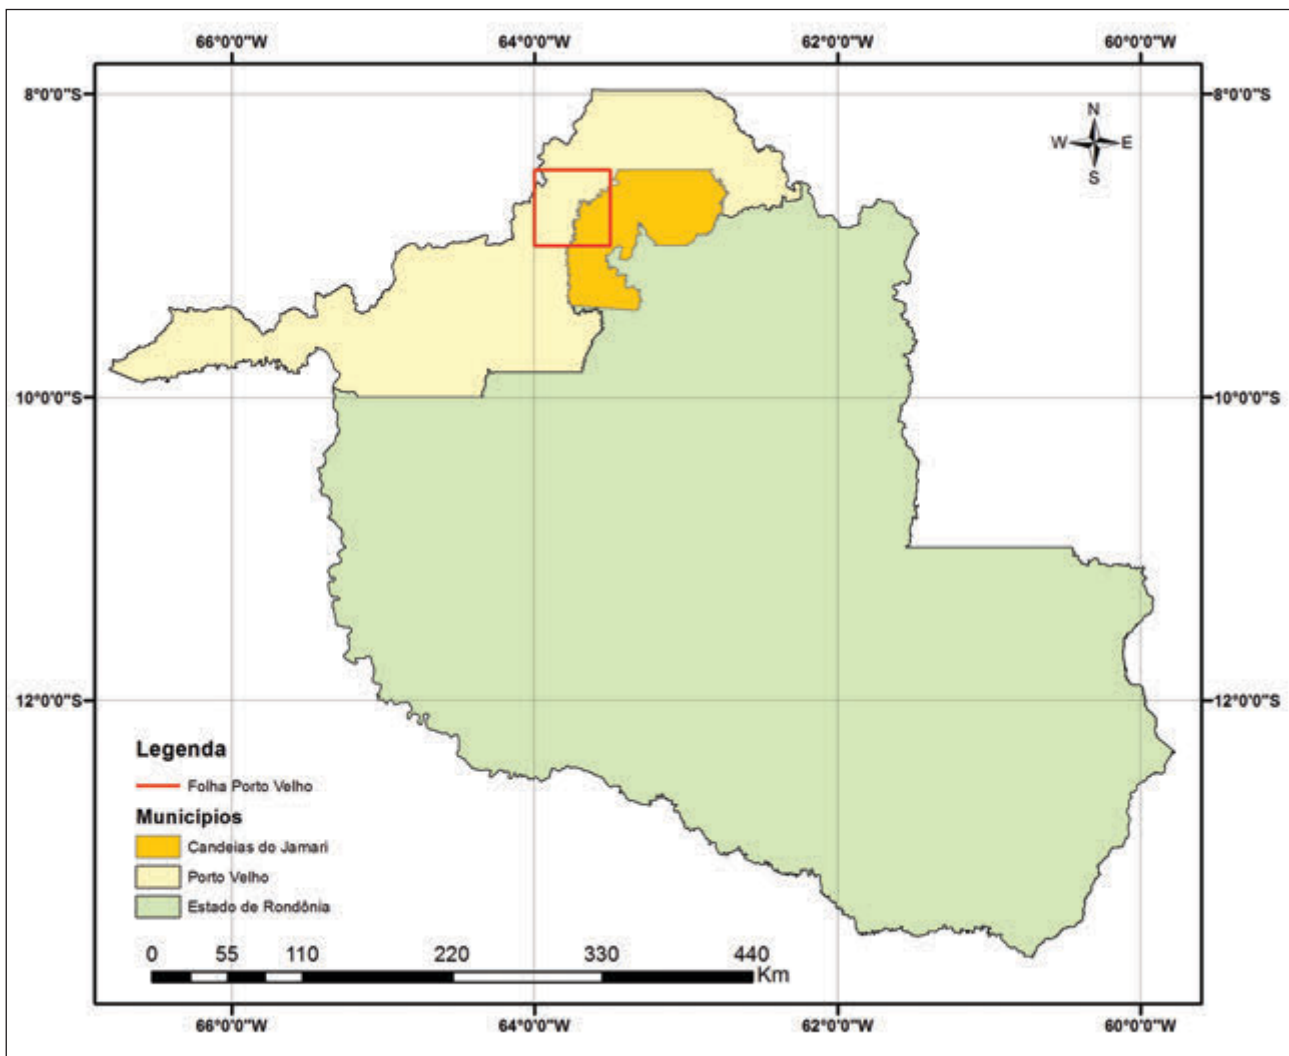 66°0'0"W 64°0'0"W 62°0'0"W 60°0'0"W
8°0'0"S 8°0'0"S
N
W E
S
10°0'0"S 10°0'0"S
12°0'0"S 12°0'0"S
Legenda
Folha Porto Velho
Municípios
Candeias do Jamari
Porto Velho
Estado de Rondônia
0 55 110 220 330 440
Km
66°0'0"W 64°0'0"W 62°0'0"W 60°0'0"W